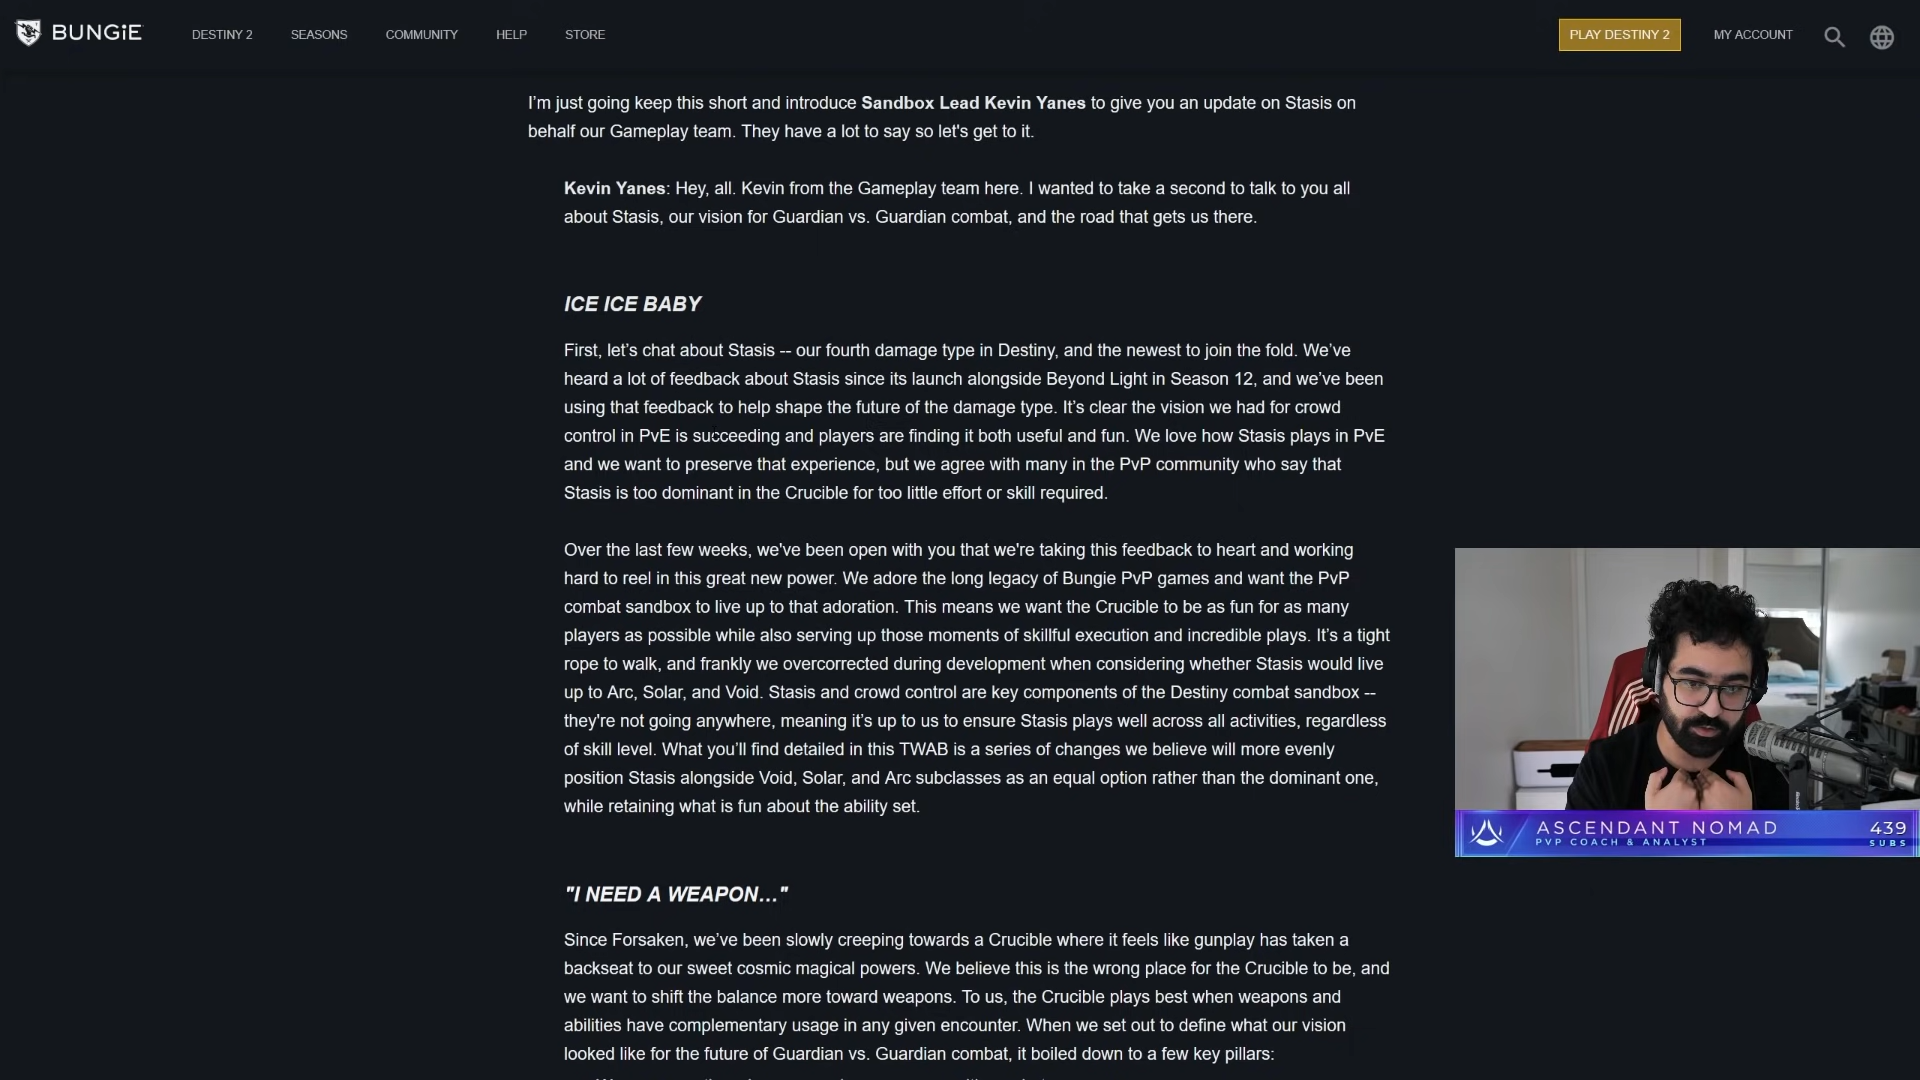 BUNGiE
DESTINY 2 SEASONS COMMUNITY HELP STORE
PLAY DESTINY 2 MY ACCOUNT
I’m just going keep this short and introduce Sandbox Lead Kevin Yanes to give you an update on Stasis on
behalf our Gameplay team. They have a lot to say so let's get to it.
Kevin Yanes: Hey, all. Kevin from the Gameplay team here. I wanted to take a second to talk to you all
about Stasis, our vision for Guardian vs. Guardian combat, and the road that gets us there.
ICE ICE BABY
First, let’s chat about Stasis -- our fourth damage type in Destiny, and the newest to join the fold. We’ve
heard a lot of feedback about Stasis since its launch alongside Beyond Light in Season 12, and we’ve been
using that feedback to help shape the future of the damage type. It’s clear the vision we had for crowd
control in PvE is succeeding and players are finding it both useful and fun. We love how Stasis plays in PvE
and we want to preserve that experience, but we agree with many in the PvP community who say that
Stasis is too dominant in the Crucible for too little effort or skill required.
Over the last few weeks, we've been open with you that we're taking this feedback to heart and working
hard to reel in this great new power. We adore the long legacy of Bungie PvP games and want the PvP
combat sandbox to live up to that adoration. This means we want the Crucible to be as fun for as many
players as possible while also serving up those moments of skillful execution and incredible plays. It’s a tight
rope to walk, and frankly we overcorrected during development when considering whether Stasis would live
up to Arc, Solar, and Void. Stasis and crowd control are key components of the Destiny combat sandbox --
they're not going anywhere, meaning it’s up to us to ensure Stasis plays well across all activities, regardless
of skill level. What you’ll find detailed in this TWAB is a series of changes we believe will more evenly
position Stasis alongside Void, Solar, and Arc subclasses as an equal option rather than the dominant one,
while retaining what is fun about the ability set.
ASCENDANT NOMAD 439
PVP COACH & ANALYST SUBS
"I NEED A WEAPON…"
Since Forsaken, we’ve been slowly creeping towards a Crucible where it feels like gunplay has taken a
backseat to our sweet cosmic magical powers. We believe this is the wrong place for the Crucible to be, and
we want to shift the balance more toward weapons. To us, the Crucible plays best when weapons and
abilities have complementary usage in any given encounter. When we set out to define what our vision
looked like for the future of Guardian vs. Guardian combat, it boiled down to a few key pillars: